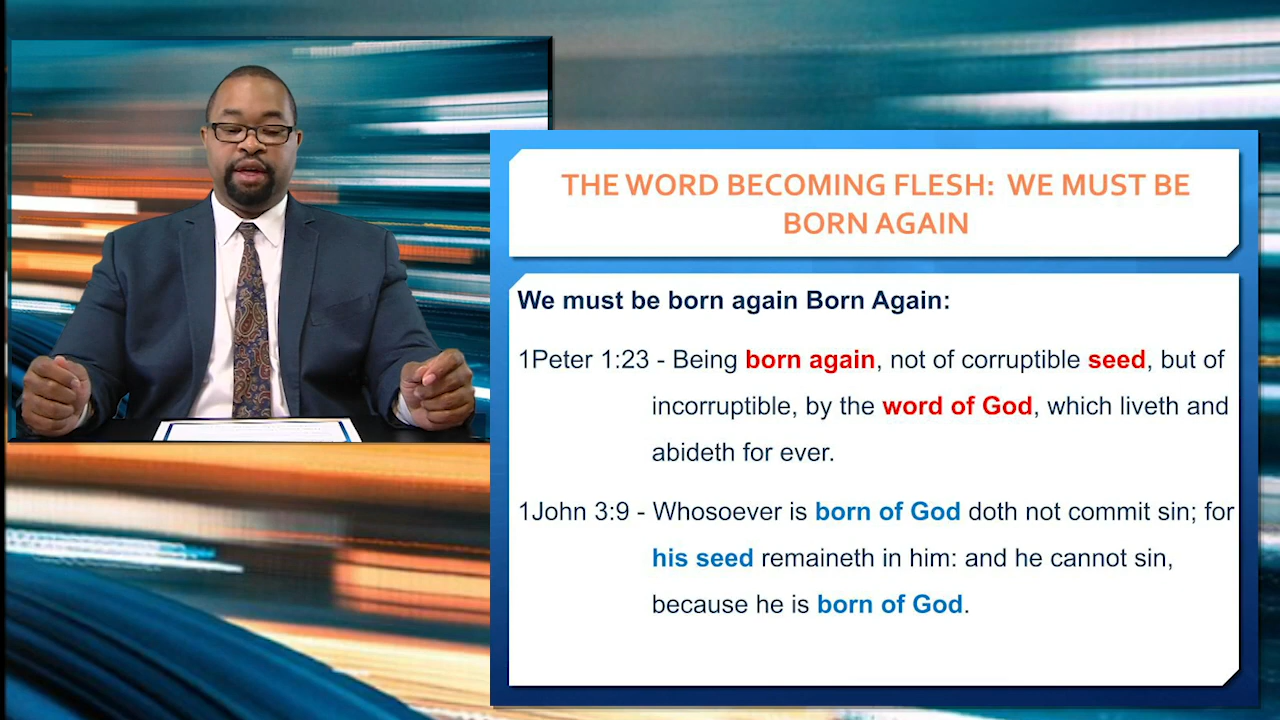 THE WORD BECOMING FLESH: WE MUST BE
BORN AGAIN
We must be born again Born Again:
1Peter 1:23 - Being born again, not of corruptible seed, but of
incorruptible, by the word of God, which liveth and
abideth for ever.
1John 3:9 - Whosoever is born of God doth not commit sin; for
his seed remaineth in him: and he cannot sin,
because he is born of God.